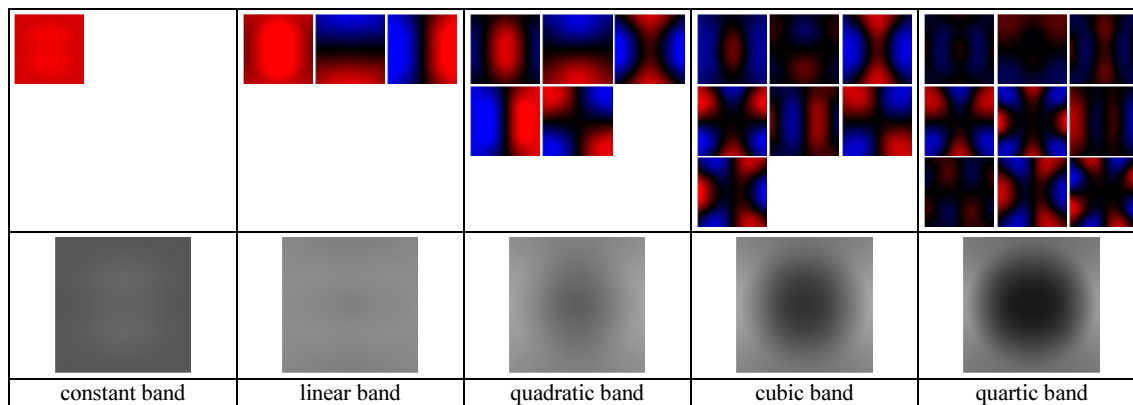 constant band
linear band
quadratic band
cubic band
quartic band